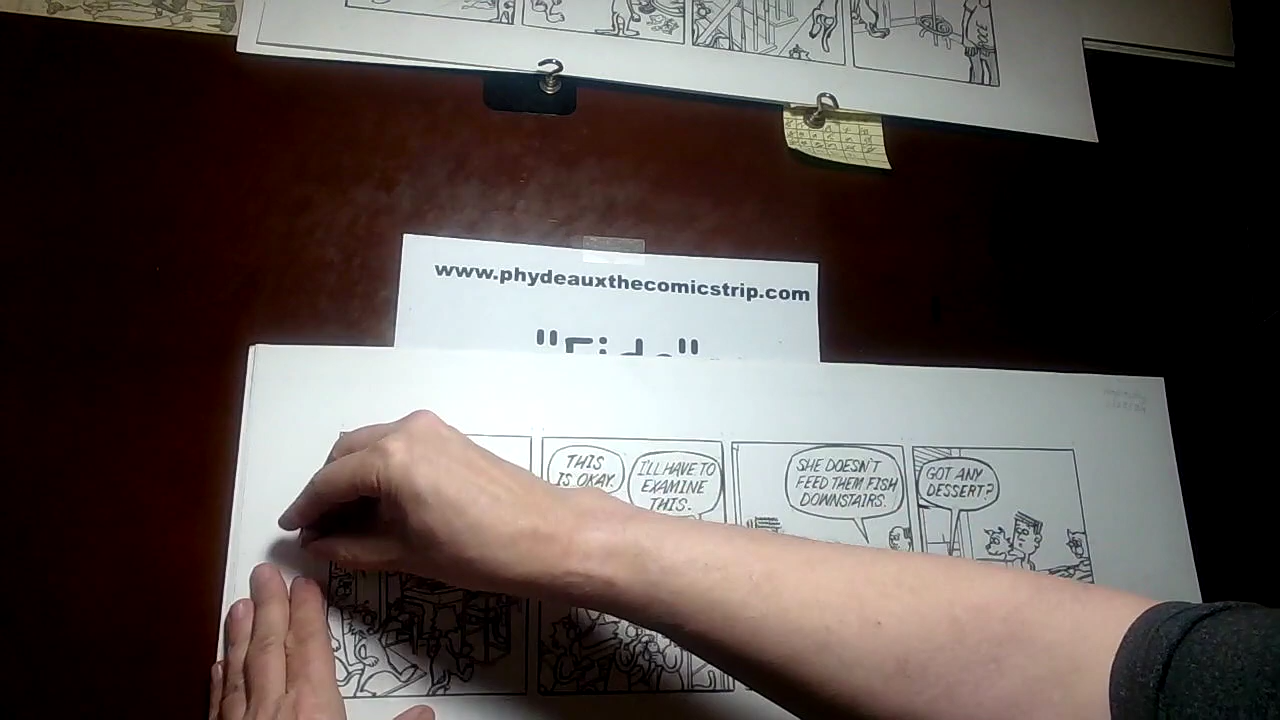 www.phydeauxthecomicstrip.com
"Fido"
THIS
IS OKAY.
I'LL HAVE TO
EXAMINE
THIS.
SHE DOESN'T
FEED THEM FISH
DOWNSTAIRS.
GOT ANY
DESSERT?